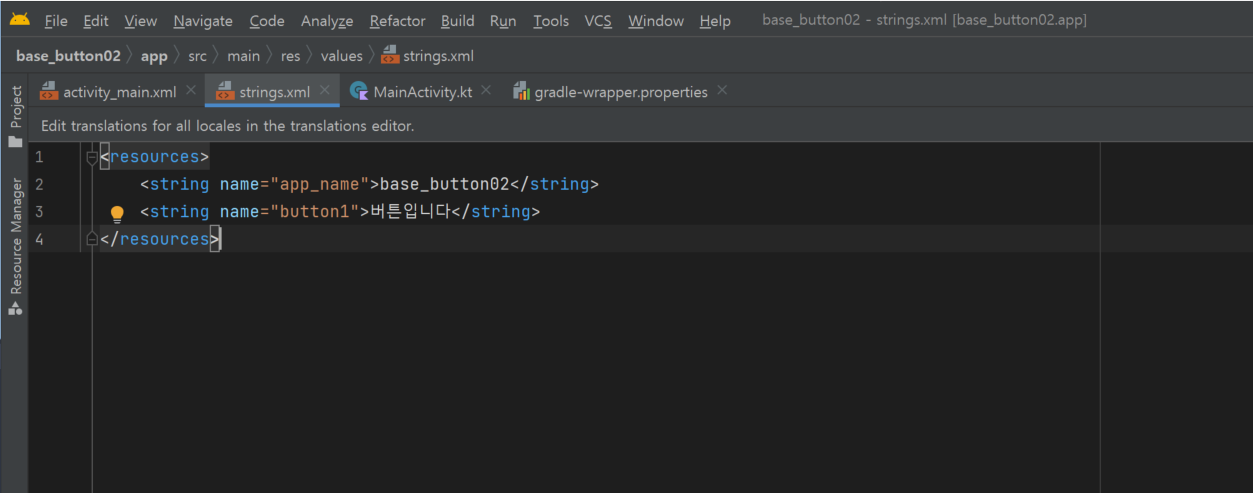 File Edit View Navigate Code Analyze Refactor Build Run Tools VCS Window Help base_button02 - strings.xml [base_button02.app]
base_button02 〉 app 〉 src 〉 main 〉 res 〉 values 〉 strings.xml
activity_main.xml × strings.xml × MainActivity.kt × gradle-wrapper.properties ×
Project
Resource Manager
Edit translations for all locales in the translations editor.
1 <resources>
2 <string name="app_name">base_button02</string>
3 <string name="button1">버튼입니다</string>
4 </resources>